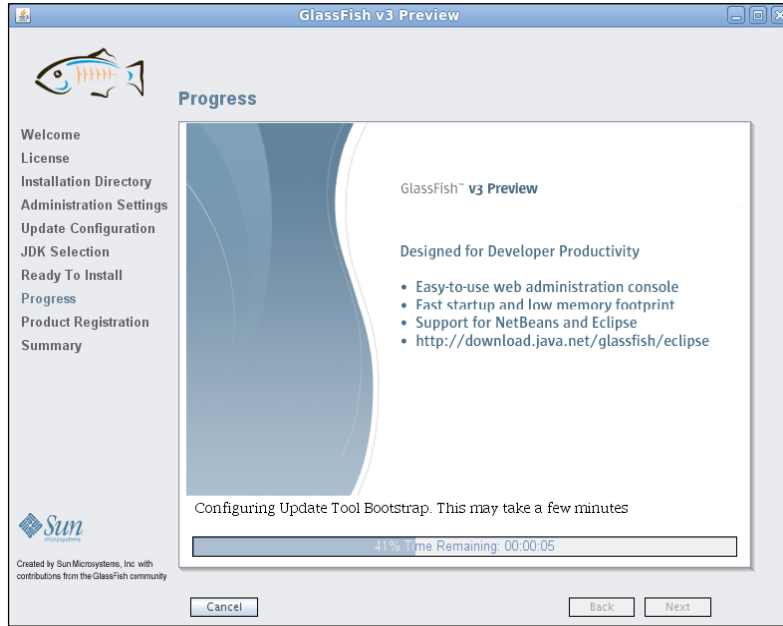 GlassFish v3 Preview
Progress
Welcome
License
Installation Directory
Administration Settings
Update Configuration
JDK Selection
Ready To Install
Progress
Product Registration
Summary
GlassFish™ v3 Preview
Designed for Developer Productivity
• Easy-to-use web administration console
• Fast startup and low memory footprint
• Support for NetBeans and Eclipse
• http://download.java.net/glassfish/eclipse
Configuring Update Tool Bootstrap. This may take a few minutes
41% Time Remaining: 00:00:05
Sun
microsystems
Created by Sun Microsystems, Inc with
contributions from the GlassFish community
Cancel
Back
Next